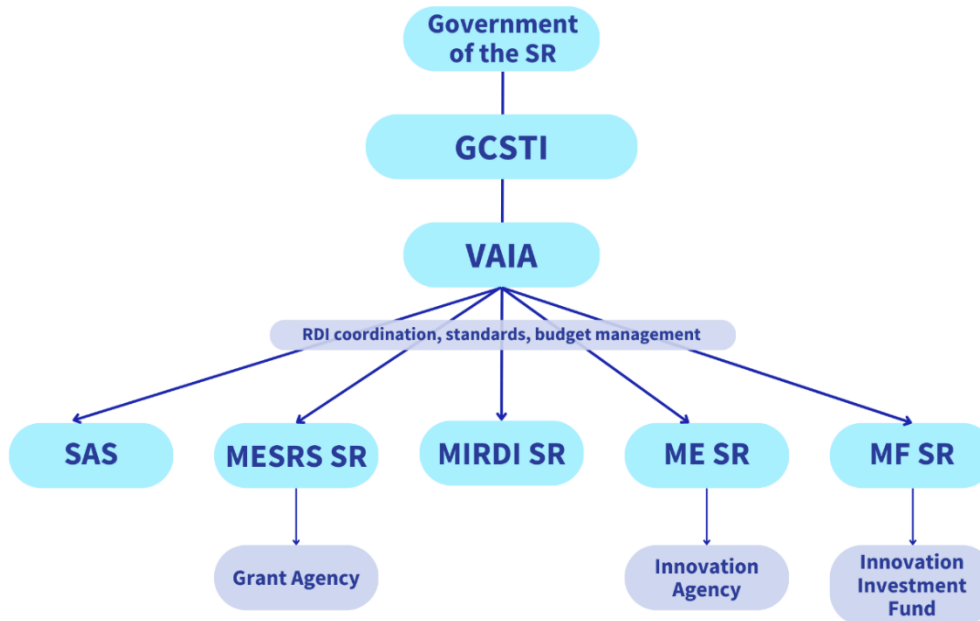 Government
of the SR
GCSTI
VAIA
RDI coordination, standards, budget management
SAS
MESRS SR
MIRDI SR
ME SR
MF SR
Grant Agency
Innovation
Agency
Innovation
Investment
Fund